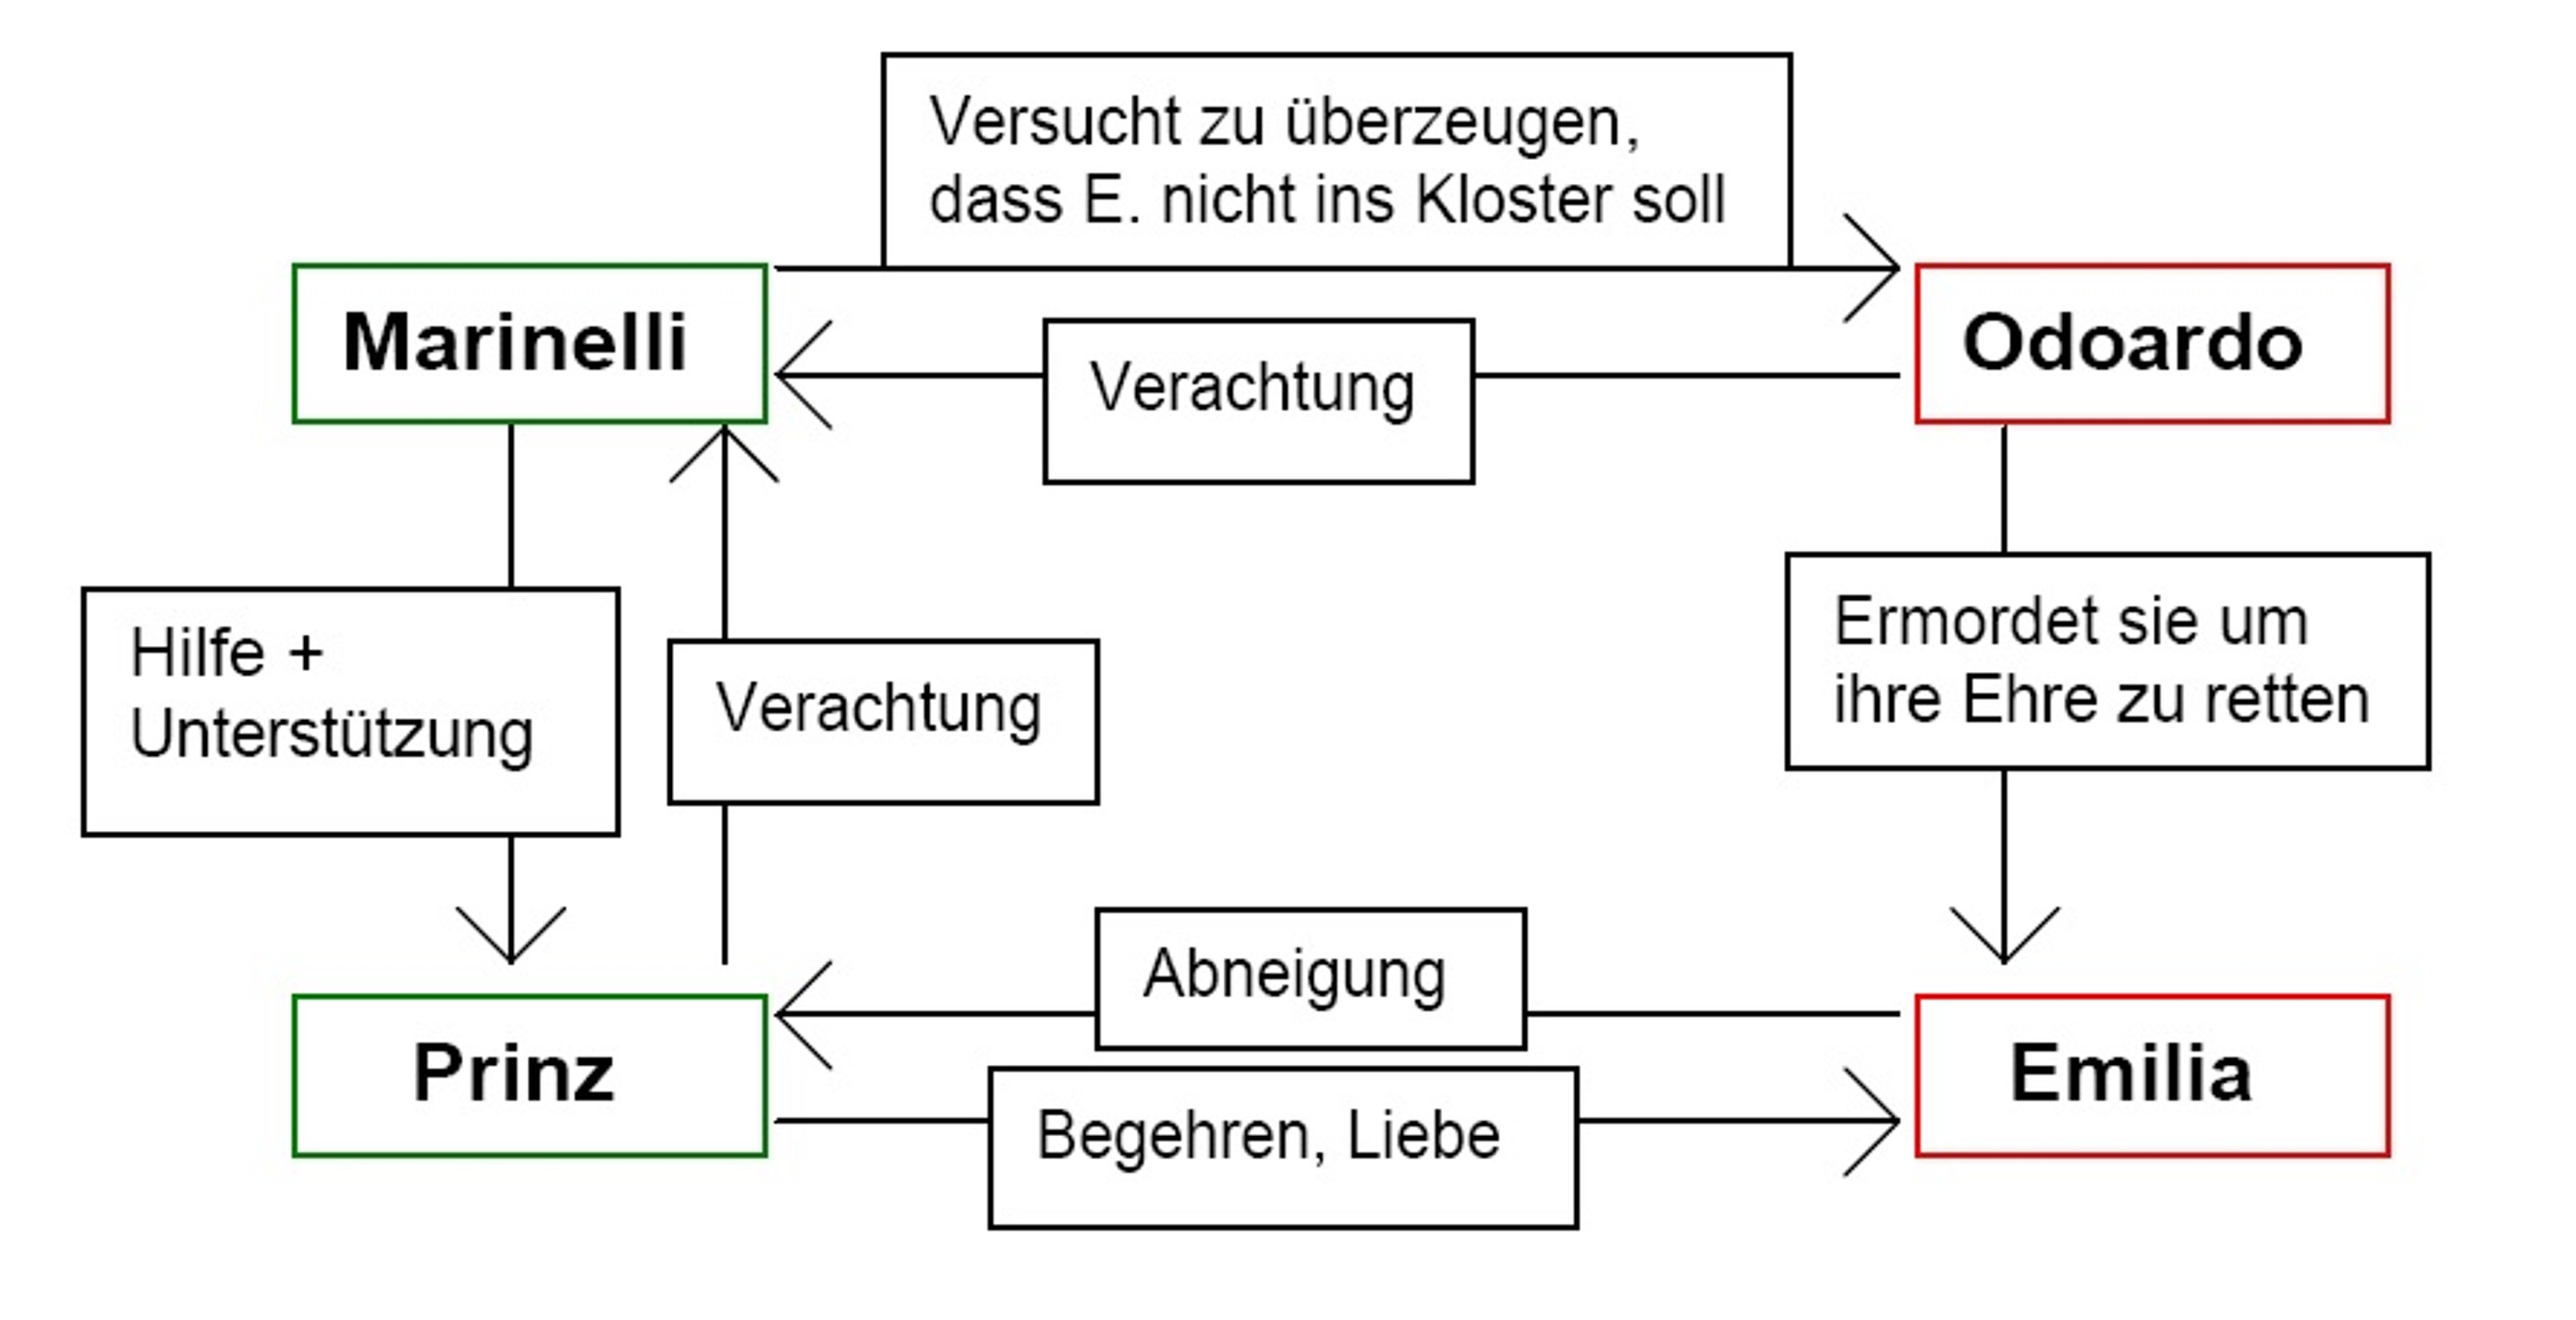 Versucht zu überzeugen,
dass E. nicht ins Kloster soll
Marinelli
Odoardo
Verachtung
Hilfe +
Unterstützung
Verachtung
Ermordet sie um
ihre Ehre zu retten
Abneigung
Prinz
Emilia
Begehren, Liebe